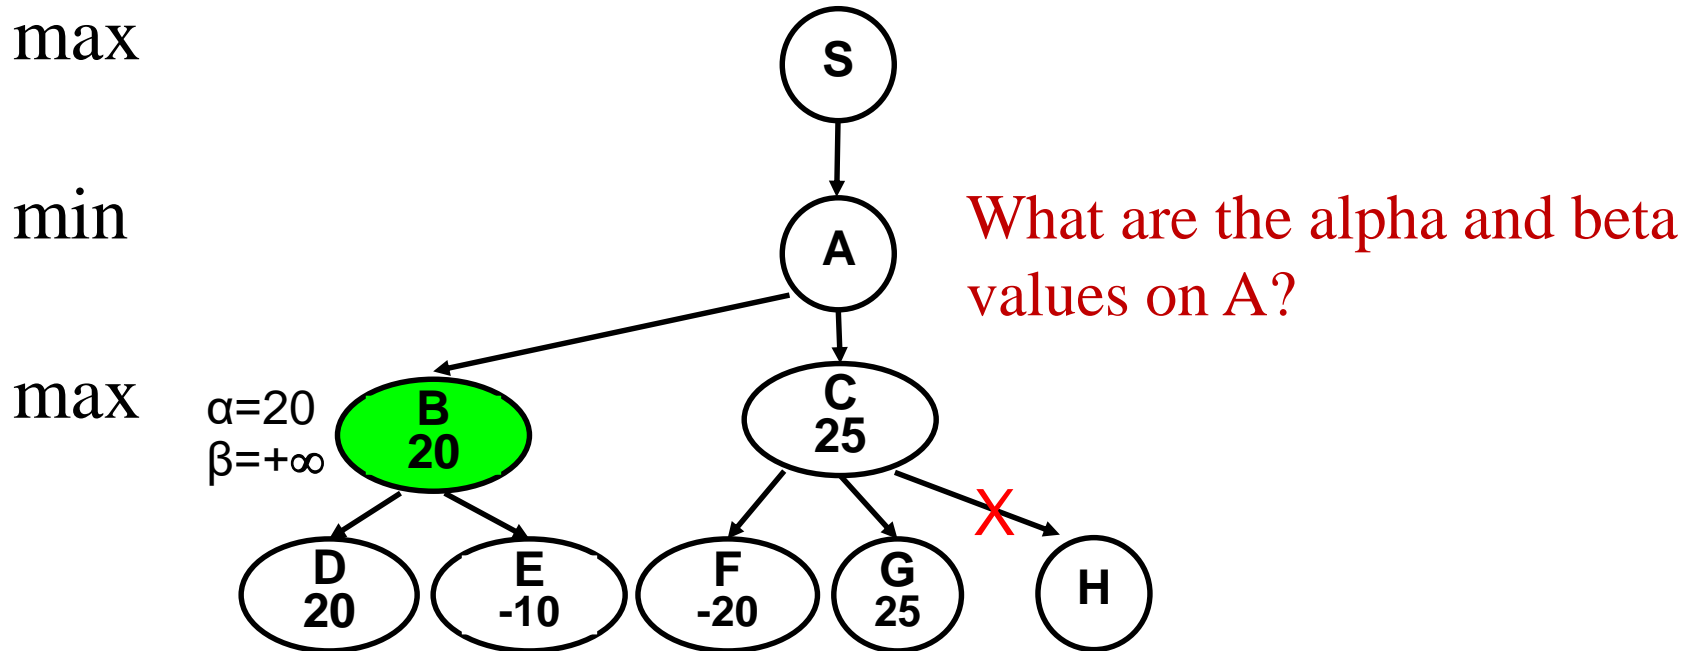 max
S
min
A
What are the alpha and beta
values on A?
max
α=20
β=+∞
B
20
C
25
X
D
20
E
-10
F
-20
G
25
H